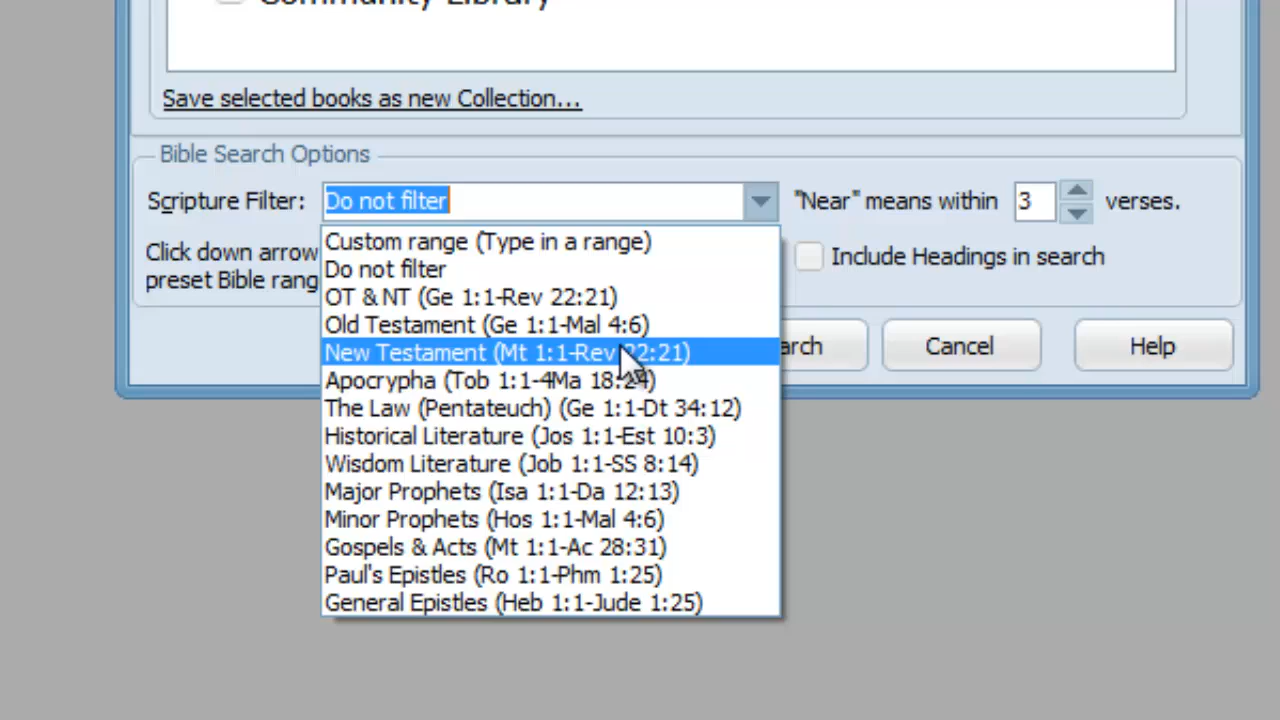 Community Library
Save selected books as new Collection...
Bible Search Options
Scripture Filter: Do not filter "Near" means within 3 verses.
Custom range (Type in a range)
Click down arrow
Include Headings in search
Do not filter
preset Bible rang
OT & NT (Ge 1:1-Rev 22:21)
Old Testament (Ge 1:1-Mal 4:6)
New Testament (Mt 1:1-Rev 22:21)
arch Cancel Help
Apocrypha (Tob 1:1-4Ma 18:24)
The Law (Pentateuch) (Ge 1:1-Dt 34:12)
Historical Literature (Jos 1:1-Est 10:3)
Wisdom Literature (Job 1:1-SS 8:14)
Major Prophets (Isa 1:1-Da 12:13)
Minor Prophets (Hos 1:1-Mal 4:6)
Gospels & Acts (Mt 1:1-Ac 28:31)
Paul's Epistles (Ro 1:1-Phm 1:25)
General Epistles (Heb 1:1-Jude 1:25)